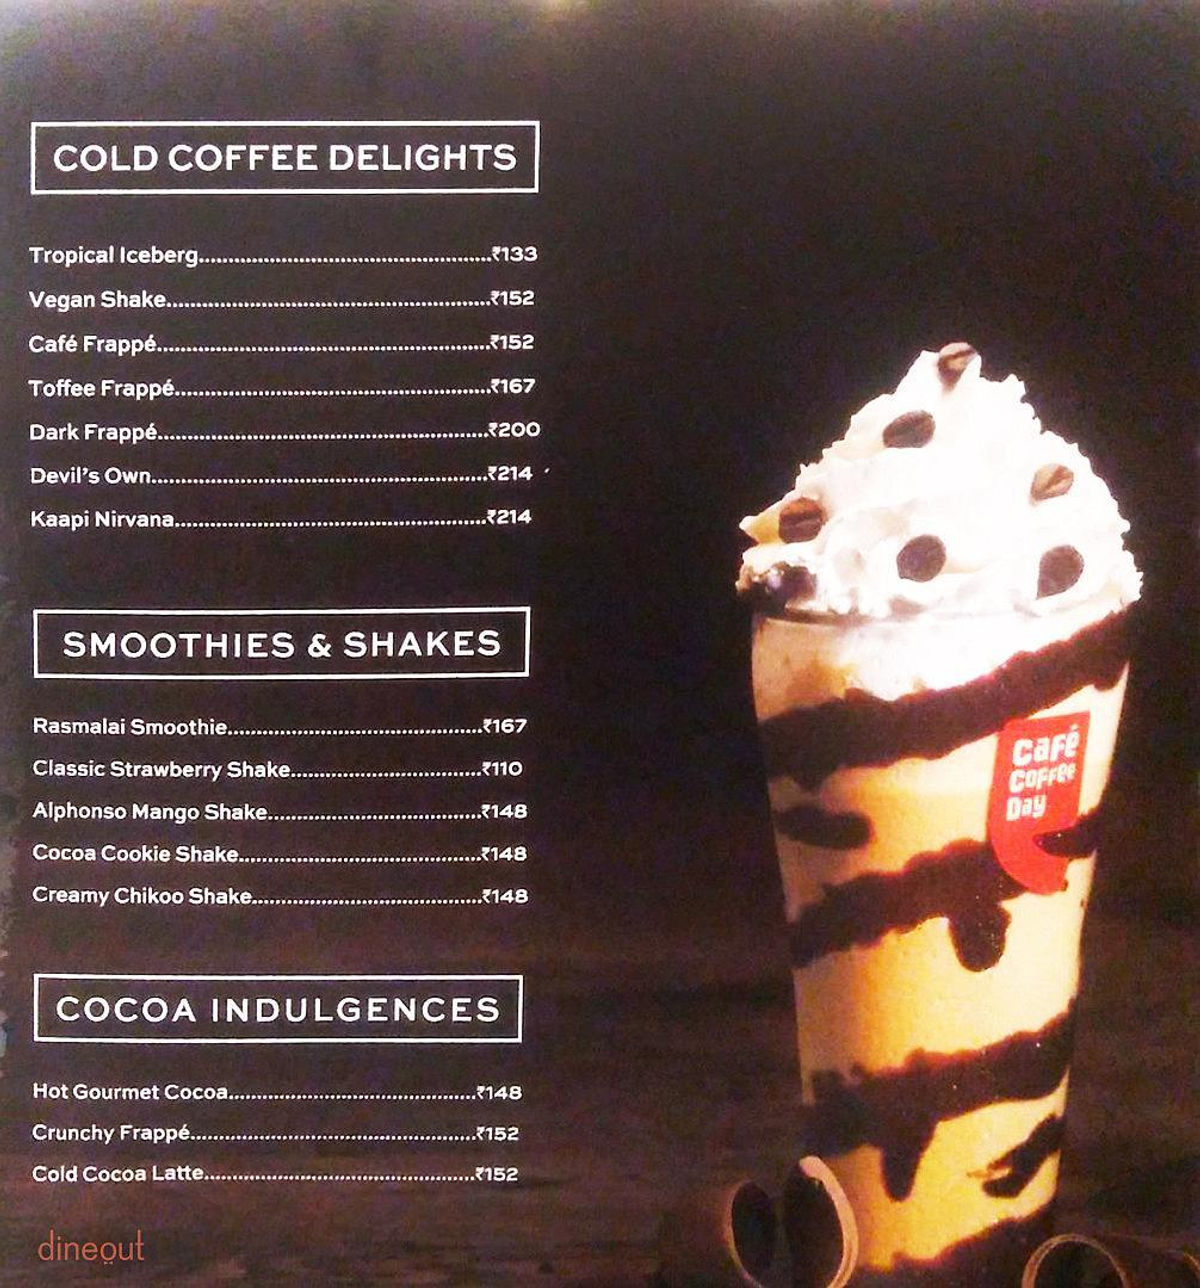 COLD COFFEE DELIGHTS
Tropical Iceberg..........................................₹133
Vegan Shake..........................................₹152
Café Frappé..........................................₹152
Toffee Frappé..........................................₹167
Dark Frappé..........................................₹200
Devil's Own..........................................₹214
Kaapi Nirvana..........................................₹214
SMOOTHIES & SHAKES
Rasmalai Smoothie..........................................₹167
Classic Strawberry Shake..........................................₹110
Alphonso Mango Shake..........................................₹148
Cocoa Cookie Shake..........................................₹148
Creamy Chikoo Shake..........................................₹148
COCOA INDULGENCES
Hot Gourmet Cocoa..........................................₹148
Crunchy Frappé..........................................₹152
Cold Cocoa Latte..........................................₹152
café
coffee
Day
dineout